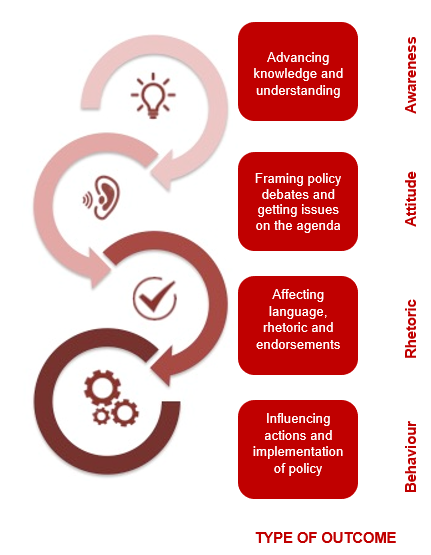 Advancing
knowledge and
understanding
Awareness
Framing policy
debates and
getting issues
on the agenda
Attitude
Affecting
language,
rhetoric and
endorsements
Rhetoric
Influencing
actions and
implementation
of policy
Behaviour
TYPE OF OUTCOME